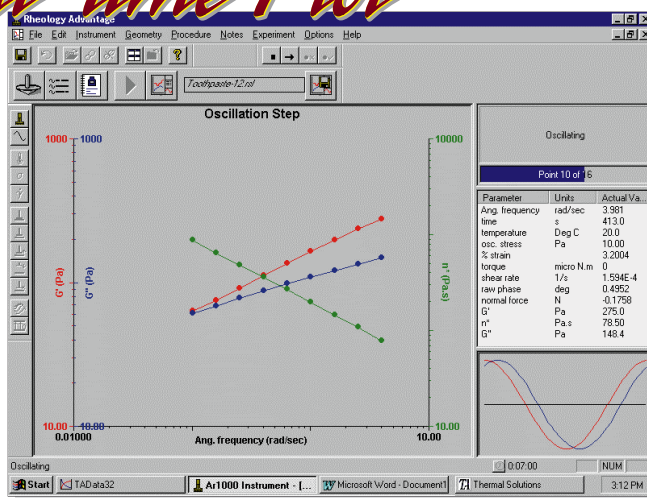 Time Plot
Rheology Advantage
File Edit Instrument Geometry Procedure Notes Experiment Options Help
Toothpaste-12.rsl
Oscillation Step
1000 1000 10000
G' (Pa)
G'' (Pa)
n' (Pa.s)
10.00 10.00 10.00
0.01000 Ang. frequency (rad/sec) 10.00
Oscillating
Point 10 of 16
Parameter Units Actual Va...
Ang. frequency rad/sec 3.981
time s 413.0
temperature Deg C 20.0
osc. stress Pa 10.00
% strain 3.2004
torque micro N.m 0
shear rate 1/s 1.594E-4
raw phase deg 0.4952
normal force N -0.1758
G' Pa 275.0
n* Pa.s 78.50
G'' Pa 148.4
Oscillating 0:07:00 NUM
Start TAData32 Ar1000 Instrument - [... Microsoft Word - Document1 Thermal Solutions 3:12 PM